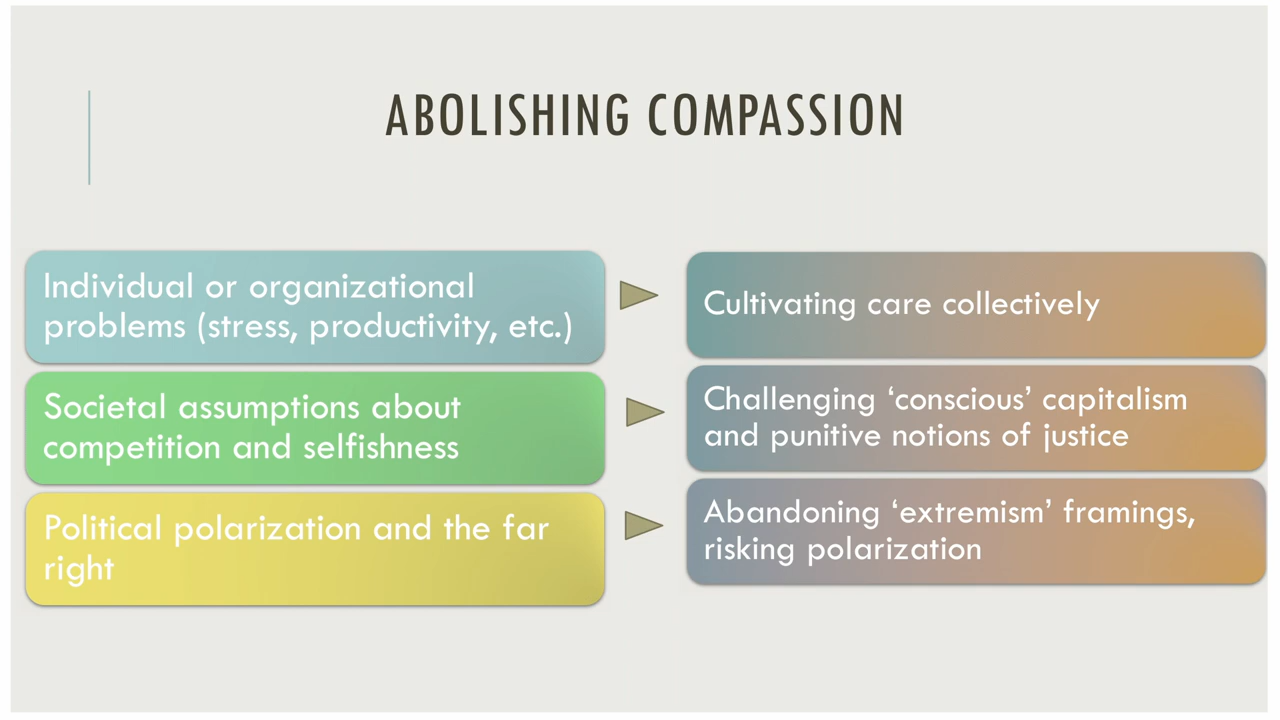 ABOLISHING COMPASSION
Individual or organizational
problems (stress, productivity, etc.)
Cultivating care collectively
Societal assumptions about
competition and selfishness
Challenging ‘conscious’ capitalism
and punitive notions of justice
Political polarization and the far
right
Abandoning ‘extremism’ framings,
risking polarization